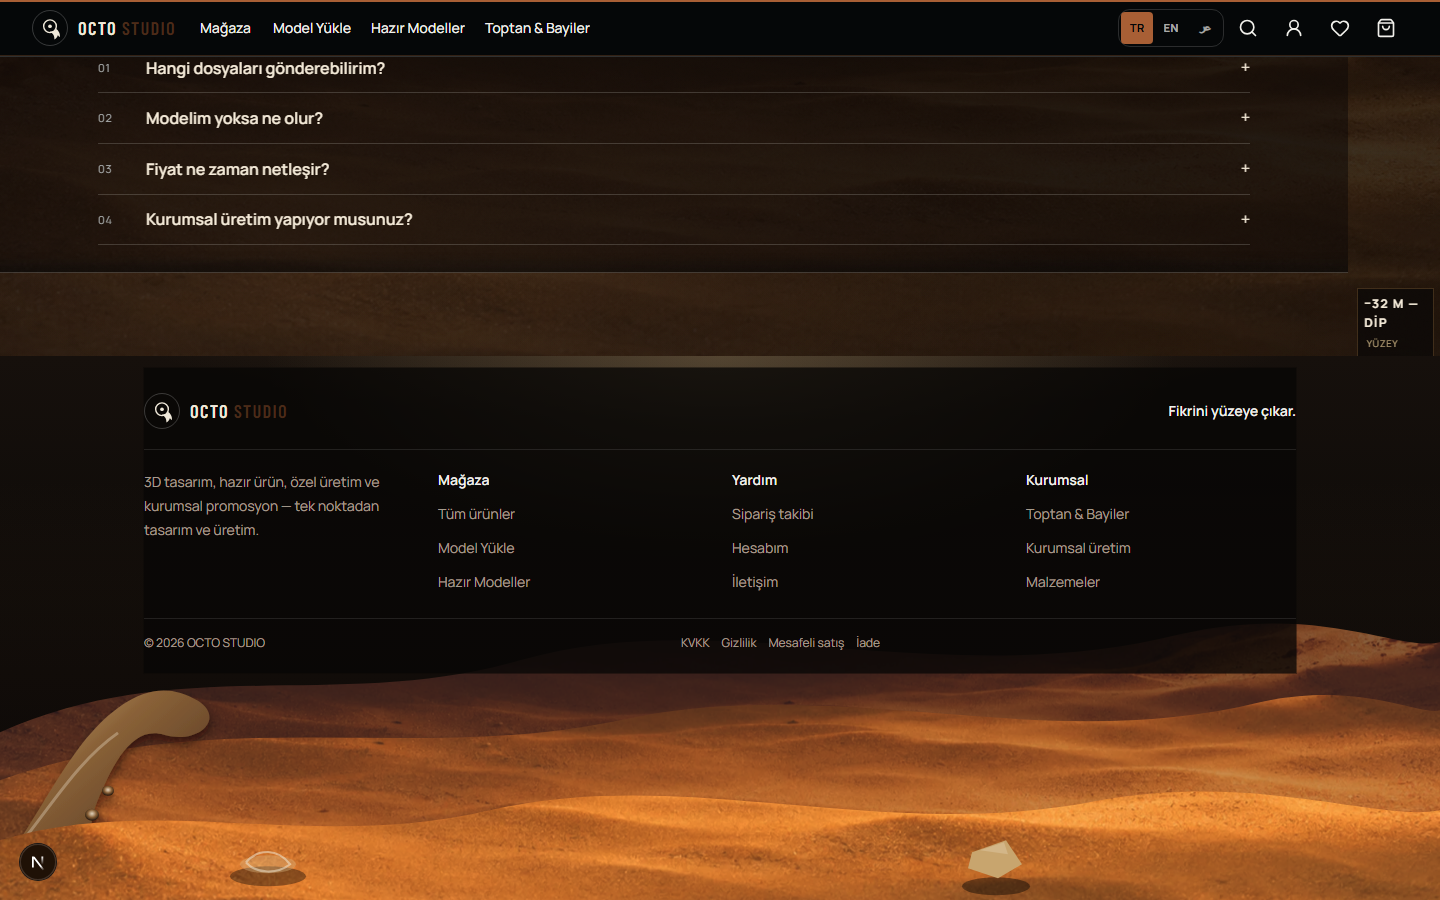 OCTO STUDIO
Mağaza
Model Yükle
Hazır Modeller
Toptan & Bayiler
TR
EN
01 Hangi dosyaları gönderebilirim? +
02 Modelim yoksa ne olur? +
03 Fiyat ne zaman netleşir? +
04 Kurumsal üretim yapıyor musunuz? +
−32 M —
DİP
YÜZEY
OCTO STUDIO
Fikrini yüzeye çıkar.
3D tasarım, hazır ürün, özel üretim ve
kurumsal promosyon — tek noktadan
tasarım ve üretim.
Mağaza
Tüm ürünler
Model Yükle
Hazır Modeller
Yardım
Sipariş takibi
Hesabım
İletişim
Kurumsal
Toptan & Bayiler
Kurumsal üretim
Malzemeler
© 2026 OCTO STUDIO
KVKK Gizlilik Mesafeli satış İade
N